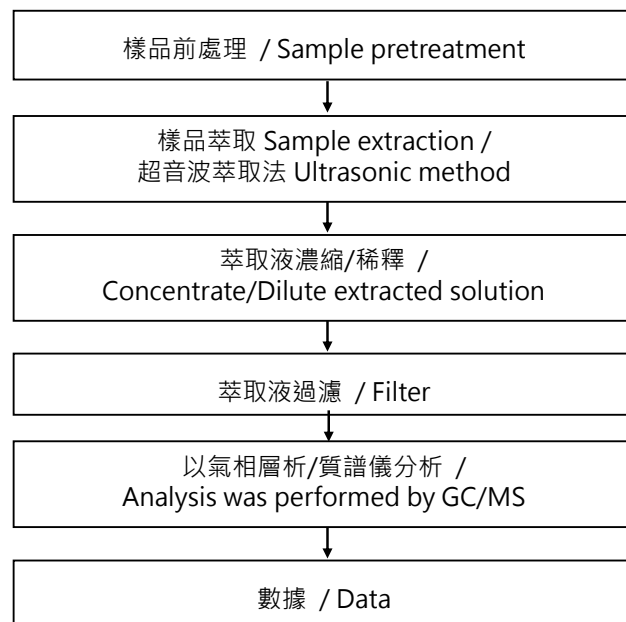 樣品前處理 / Sample pretreatment
樣品萃取 Sample extraction /
超音波萃取法 Ultrasonic method
萃取液濃縮/稀釋 /
Concentrate/Dilute extracted solution
萃取液過濾 / Filter
以氣相層析/質譜儀分析 /
Analysis was performed by GC/MS
數據 / Data